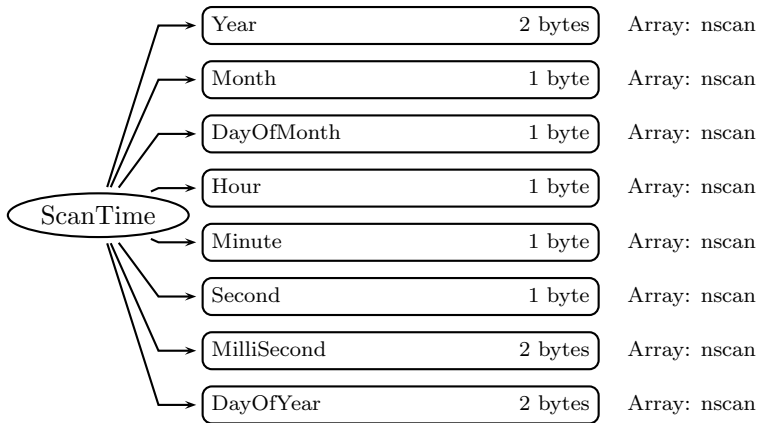 Year 2 bytes Array: nscan
Month 1 byte Array: nscan
DayOfMonth 1 byte Array: nscan
Hour 1 byte Array: nscan
ScanTime
Minute 1 byte Array: nscan
Second 1 byte Array: nscan
MilliSecond 2 bytes Array: nscan
DayOfYear 2 bytes Array: nscan